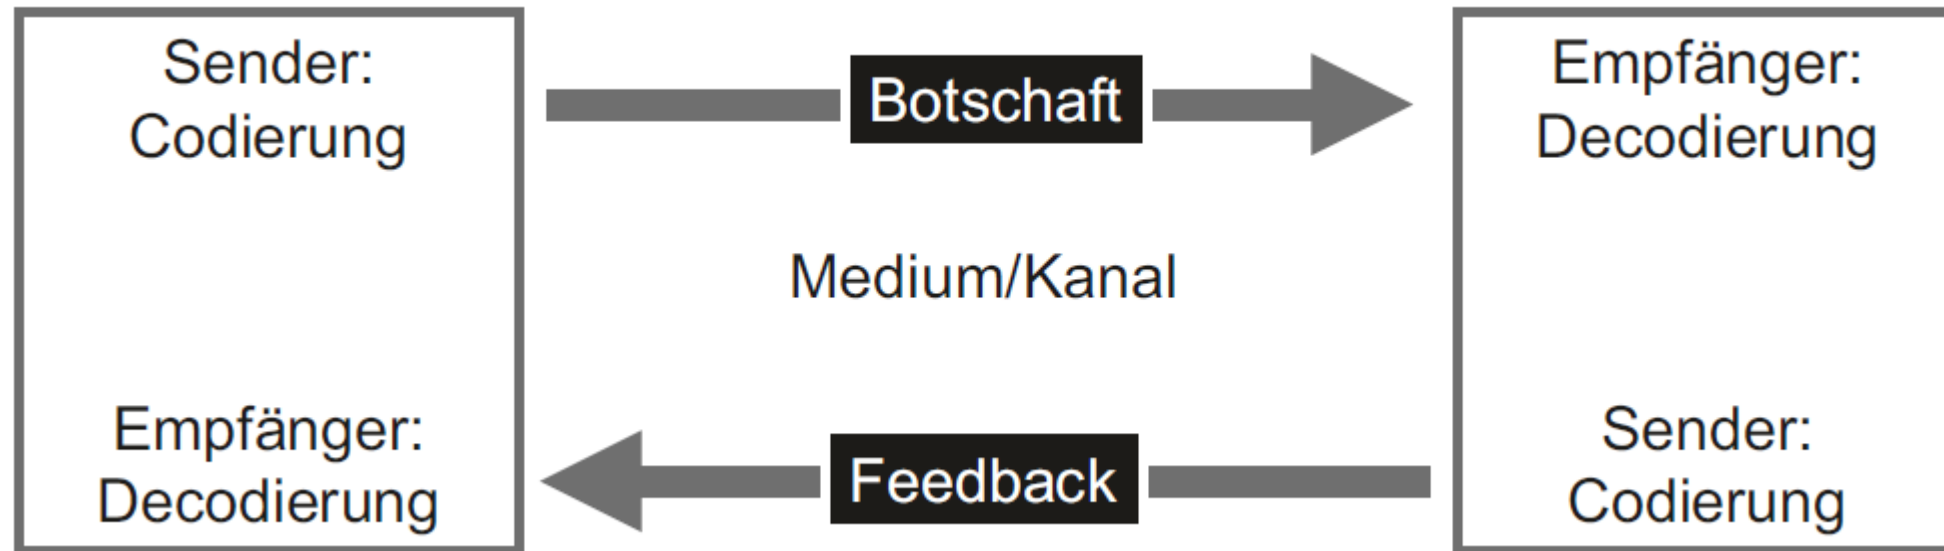 Sender:
Codierung
Botschaft
Empfänger:
Decodierung
Medium/Kanal
Empfänger:
Decodierung
Feedback
Sender:
Codierung